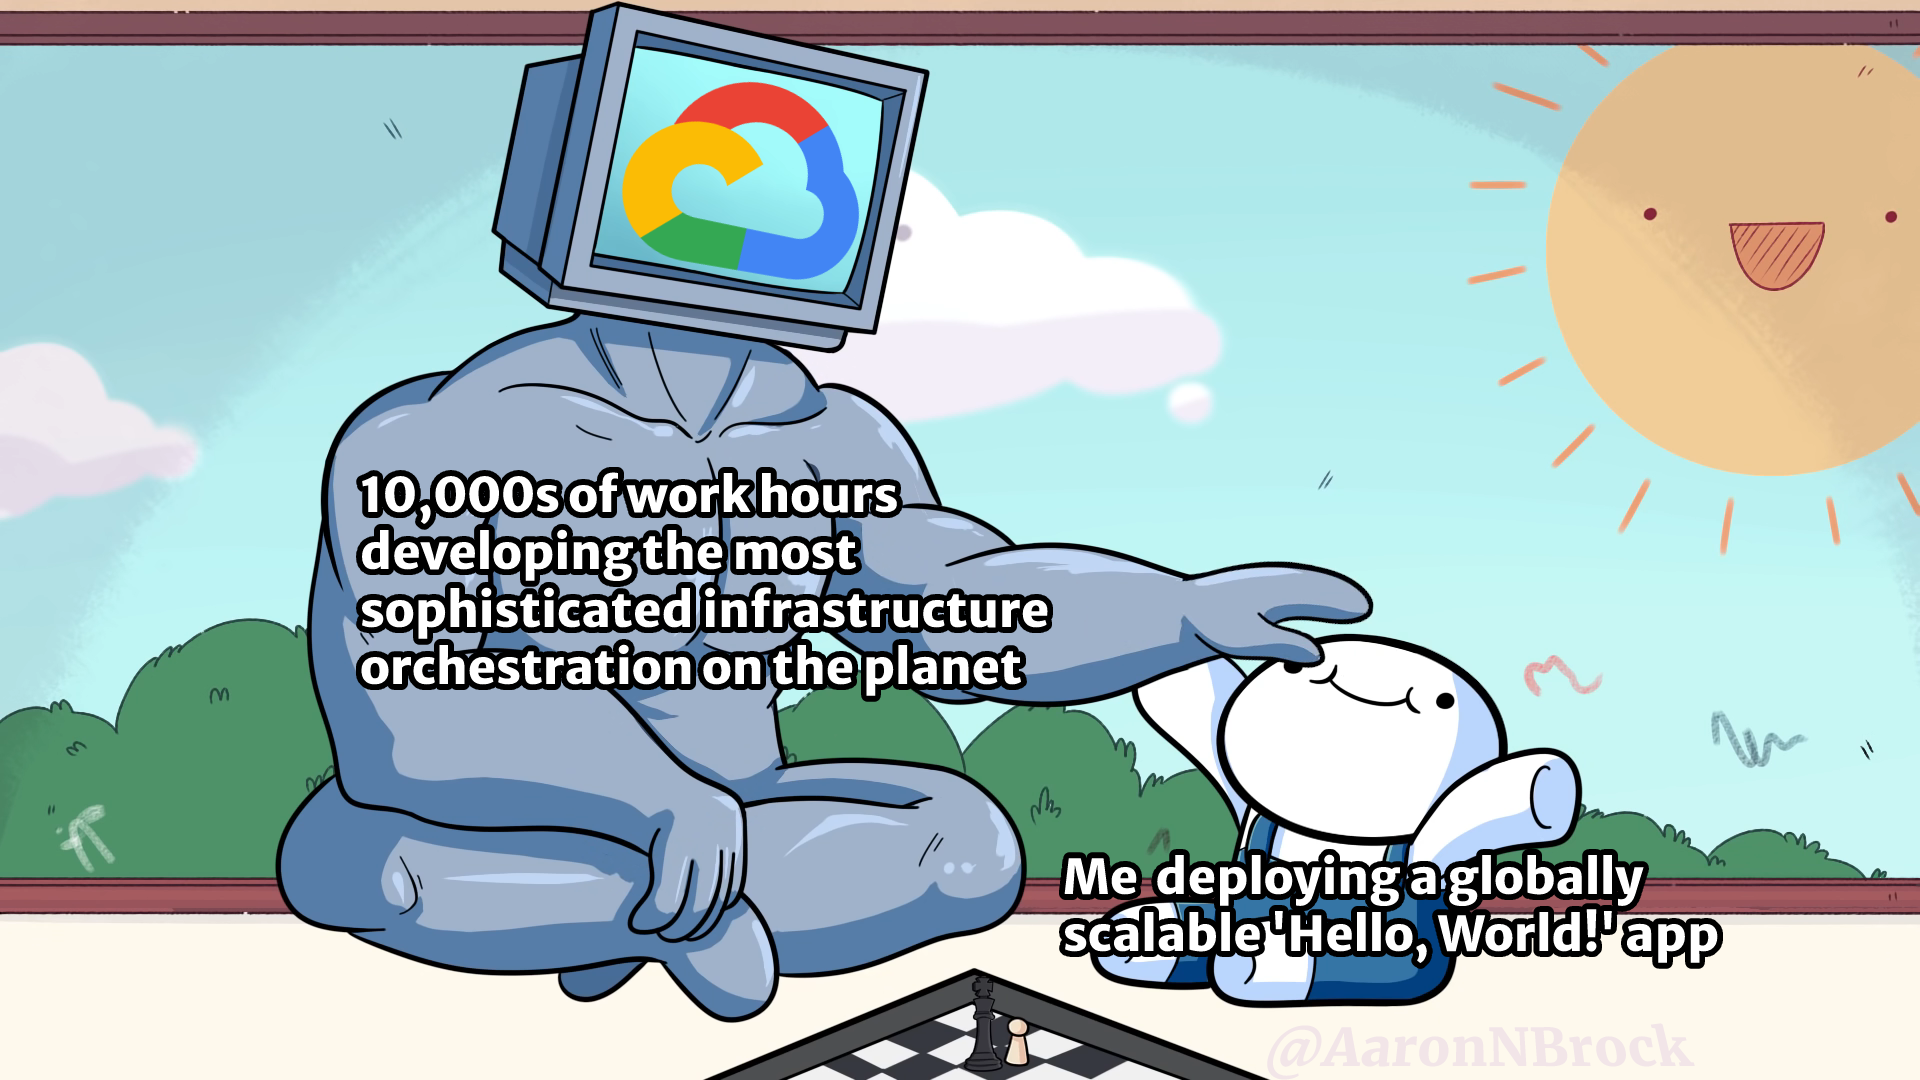 10,000s of work hours
developing the most
sophisticated infrastructure
orchestration on the planet
Me deploying a globally
scalable 'Hello, World!' app
@AaronNBrock